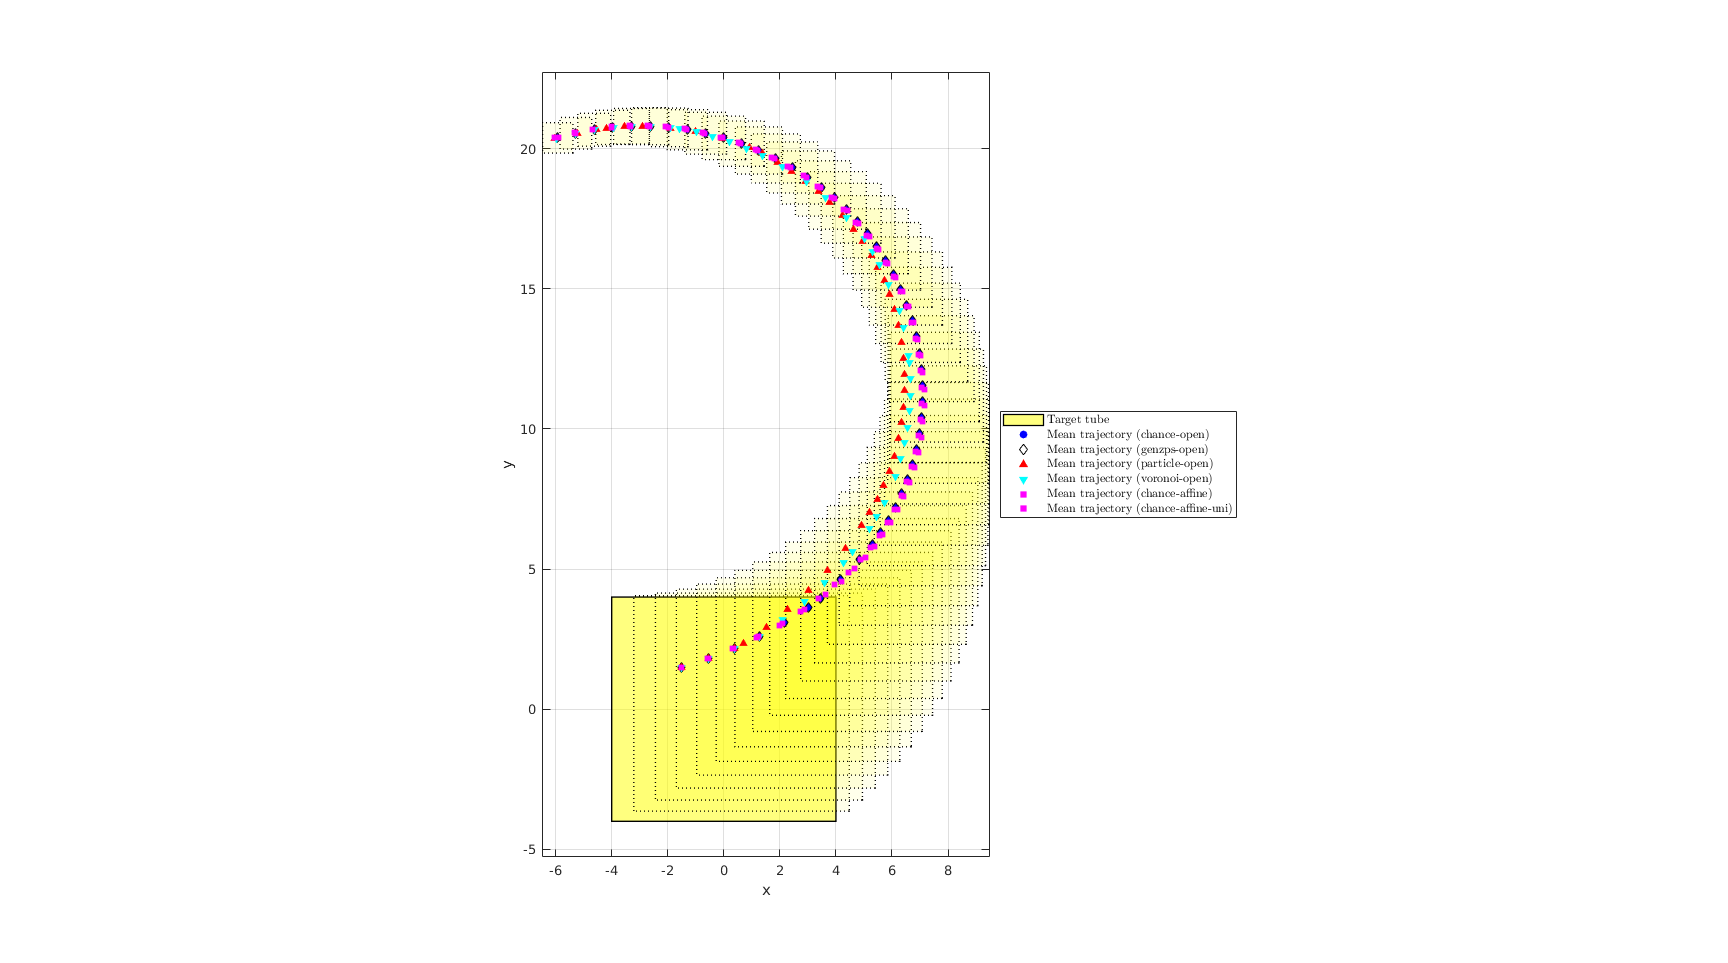 20
15
10
5
0
-5
y
-6 -4 -2 0 2 4 6 8
x
Target tube
Mean trajectory (chance-open)
Mean trajectory (genzps-open)
Mean trajectory (particle-open)
Mean trajectory (voronoi-open)
Mean trajectory (chance-affine)
Mean trajectory (chance-affine-uni)